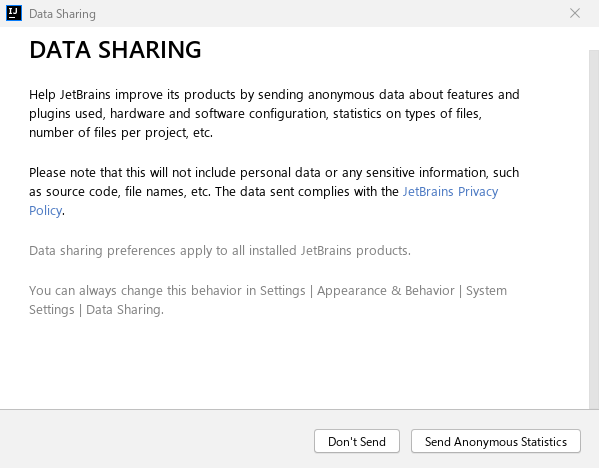 IJ
Data Sharing
DATA SHARING
Help JetBrains improve its products by sending anonymous data about features and
plugins used, hardware and software configuration, statistics on types of files,
number of files per project, etc.
Please note that this will not include personal data or any sensitive information, such
as source code, file names, etc. The data sent complies with the JetBrains Privacy
Policy.
Data sharing preferences apply to all installed JetBrains products.
You can always change this behavior in Settings | Appearance & Behavior | System
Settings | Data Sharing.
Don't Send
Send Anonymous Statistics